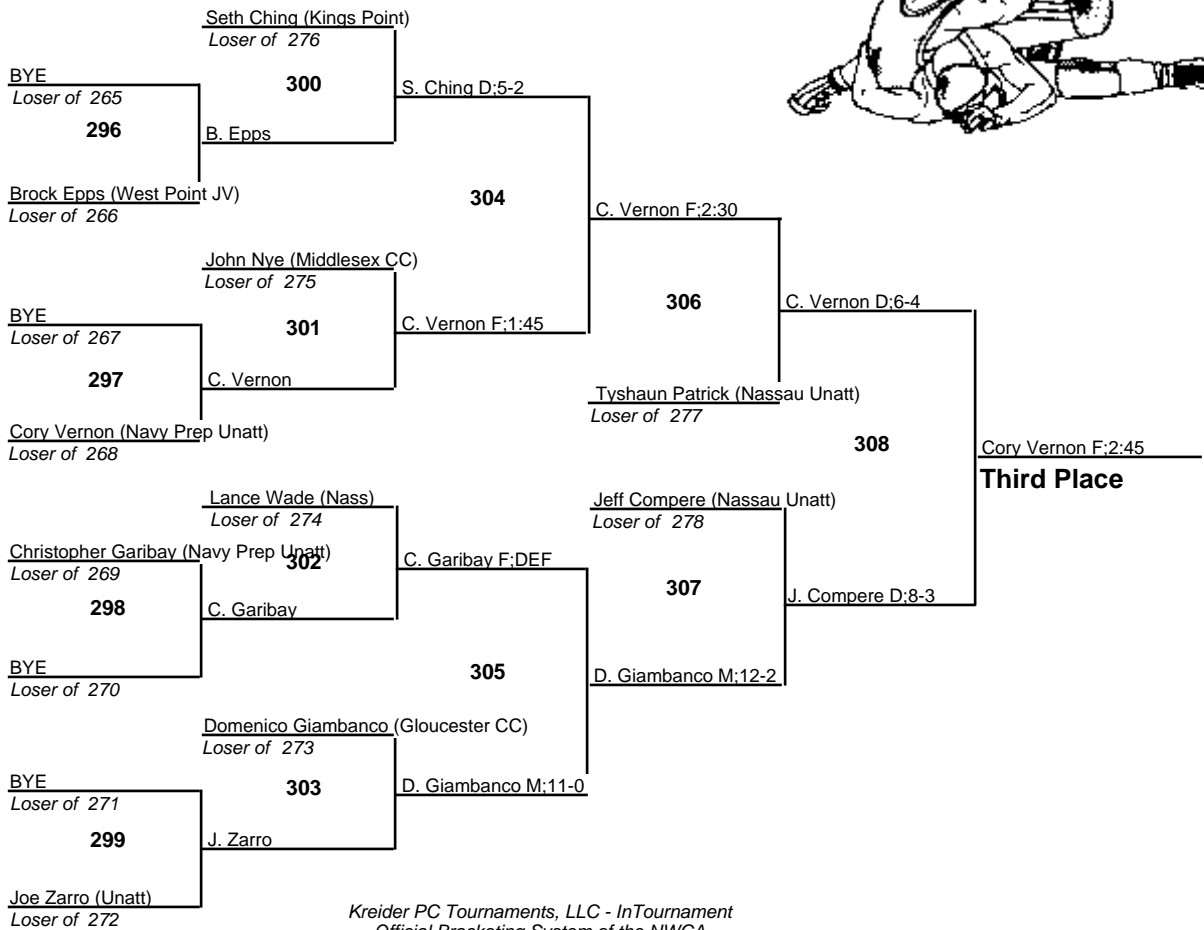 Seth Ching (Kings Point)
Loser of 276
300
BYE
Loser of 265
S. Ching D;5-2
296
B. Epps
Brock Epps (West Point JV)
Loser of 266
304
C. Vernon F;2:30
John Nye (Middlesex CC)
Loser of 275
306
C. Vernon D;6-4
BYE
Loser of 267
301
C. Vernon F;1:45
297
C. Vernon
Tyshaun Patrick (Nassau Unatt)
Loser of 277
Cory Vernon (Navy Prep Unatt)
Loser of 268
308
Cory Vernon F;2:45
Third Place
Lance Wade (Nass)
Loser of 274
Jeff Compere (Nassau Unatt)
Loser of 278
Christopher Garibay (Navy Prep Unatt)
Loser of 269
302
C. Garibay F;DEF
307
J. Compere D;8-3
298
C. Garibay
BYE
Loser of 270
305
D. Giambanco M;12-2
Domenico Giambanco (Gloucester CC)
Loser of 273
BYE
Loser of 271
303
D. Giambanco M;11-0
299
J. Zarro
Joe Zarro (Unatt)
Loser of 272
Kreider PC Tournaments, LLC - InTournament
Official Bracketing System of the NWCA